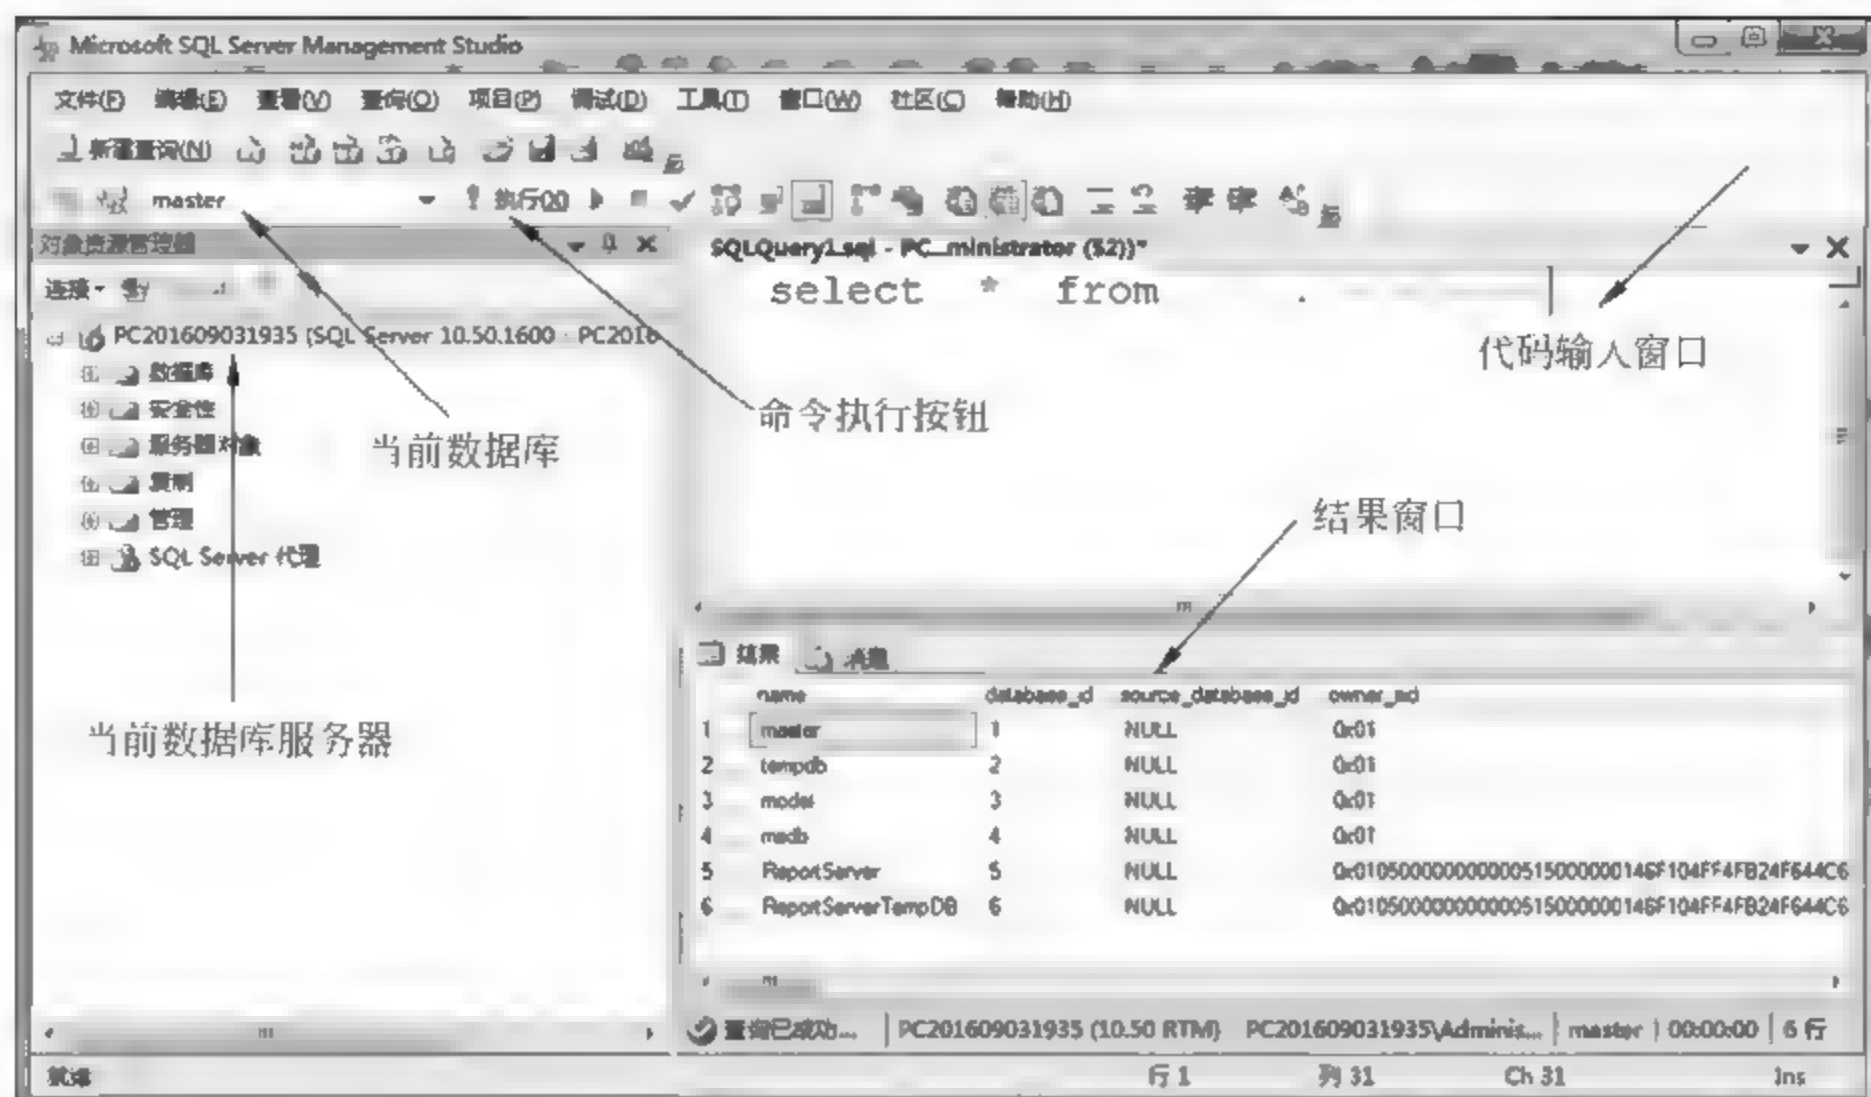 Microsoft SQL Server Management Studio
文件(F) 编辑(E) 查看(V) 查询(Q) 项目(P) 调试(D) 工具(T) 窗口(W) 社区(C) 帮助(H)
新建查询(N)
master 执行(X)
对象资源管理器
SQLQuery1.sql - PC...ministrator (52))*
连接
select * from
PC201609031935 (SQL Server 10.50.1600 - PC2016
代码输入窗口
数据库
安全性
命令执行按钮
服务器对象
当前数据库
复制
管理
结果窗口
SQL Server 代理
结果 消息
name database_id source_database_id owner_sid
1 master 1 NULL 0x01
当前数据库服务器
2 tempdb 2 NULL 0x01
3 model 3 NULL 0x01
4 msdb 4 NULL 0x01
5 ReportServer 5 NULL
6 ReportServerTempDB 6 NULL
查询已成功... PC201609031935 (10.50 RTM) PC201609031935\Adminis... master 00:00:00 6 行
就绪 行 1 列 31 Ch 31 Ins